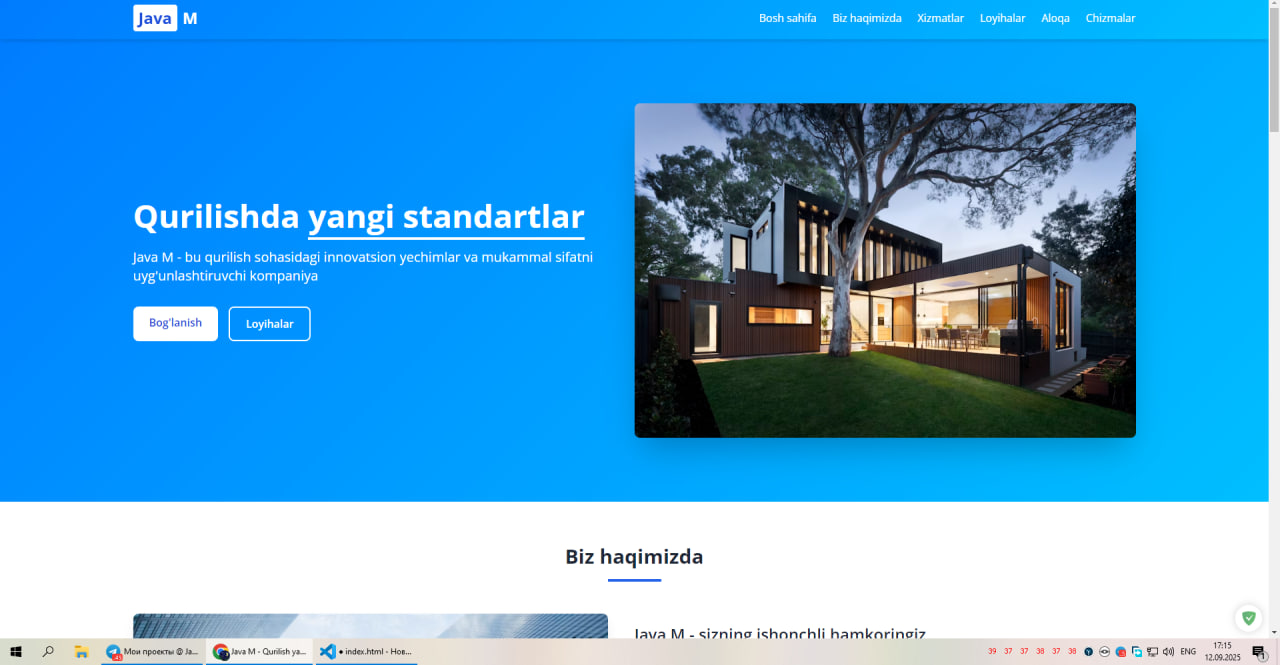 Java M
Bosh sahifa Biz haqimizda Xizmatlar Loyihalar Aloqa Chizmalar
Qurilishda yangi standartlar
Java M - bu qurilish sohasidagi innovatsion yechimlar va mukammal sifatni
uyg'unlashtiruvchi kompaniya
Bog'lanish Loyihalar
Biz haqimizda
Java M - sizning ishonchli hamkoringiz
Мои проекты @ Ja... Java M - Qurilish ya... ● index.html - Нов...
39 37 37 38 37 38 ENG
17:15
12.09.2025